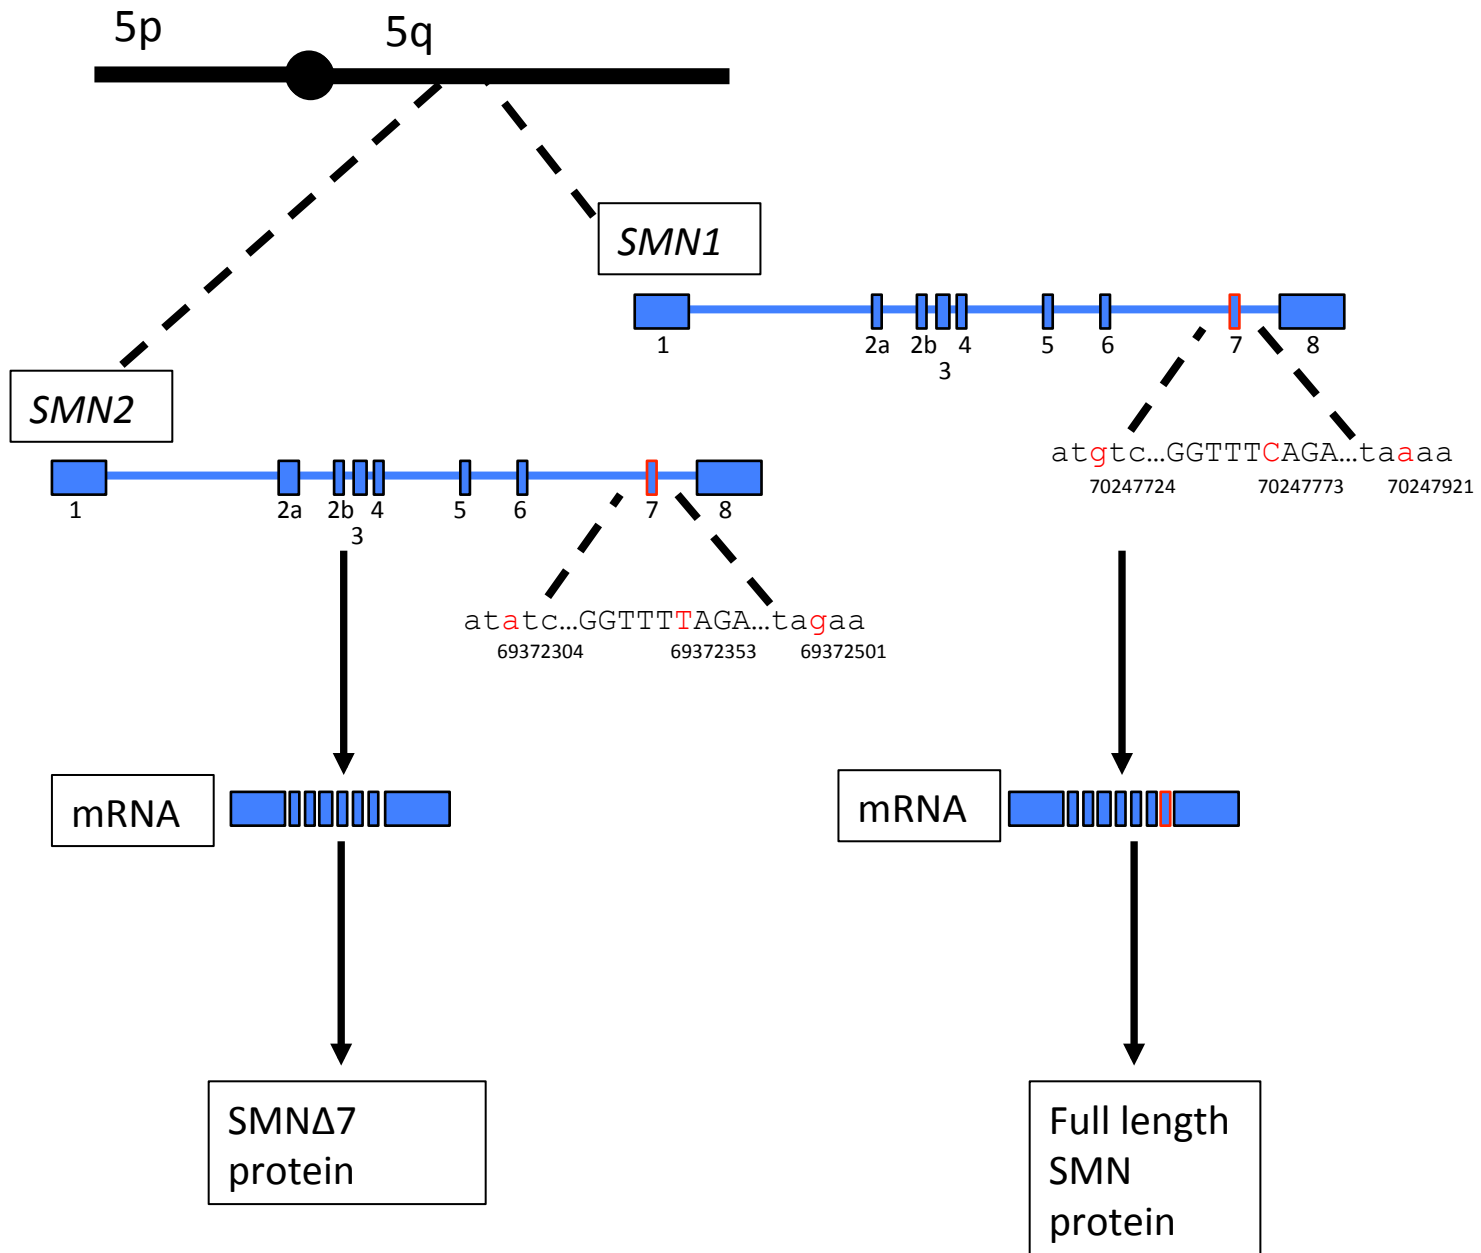 5p 5q
SMN1
1 2a 2b 3 4 5 6 7 8
atgtc...GGTTTCAGA...taaaa
70247724 70247773 70247921
SMN2
1 2a 2b 3 4 5 6 7 8
atatc...GGTTTTAGA...tagaa
69372304 69372353 69372501
mRNA
mRNA
SMNΔ7
protein
Full length
SMN
protein